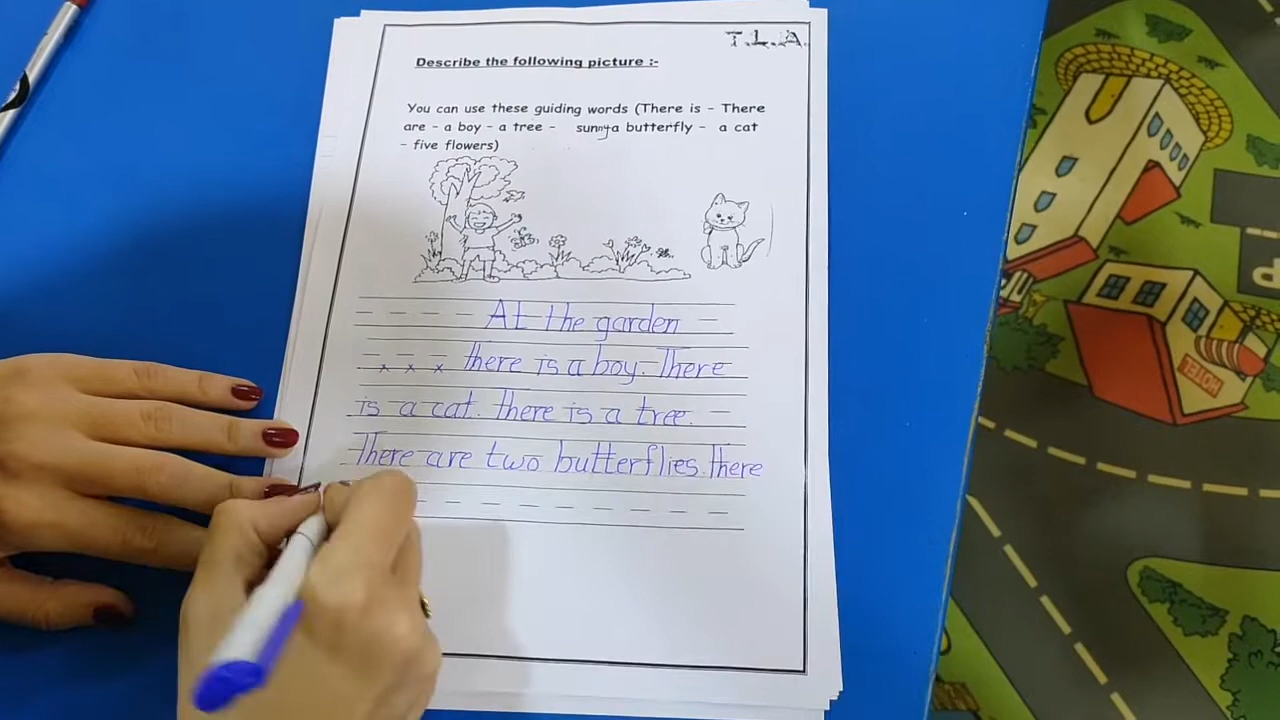 T.L.A.
Describe the following picture :-
You can use these guiding words (There is - There
are - a boy - a tree - sunny a butterfly - a cat
- five flowers)
At the garden
there is a boy. There
is a cat. there is a tree.
There are two butterflies. There
HOTEL